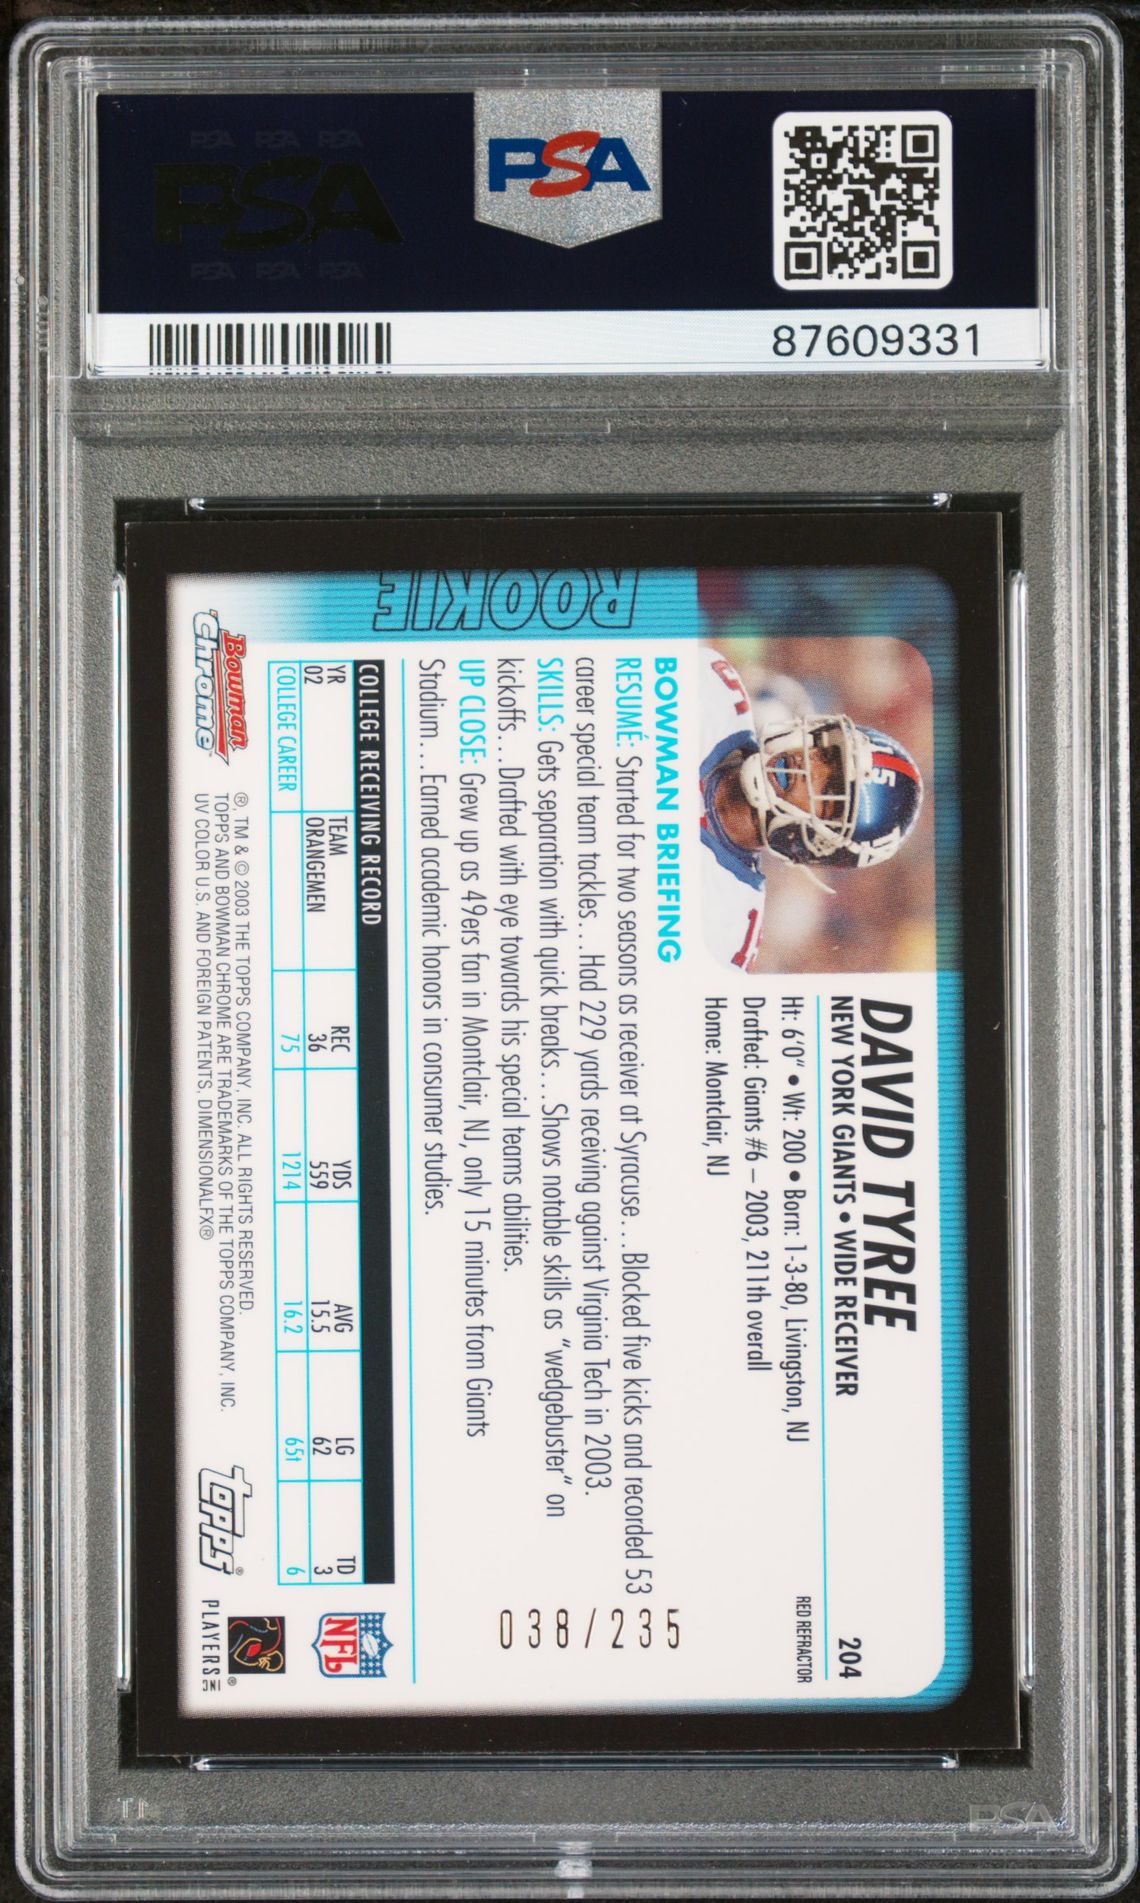 PSA PSA PSA
PSA
PSA PSA PSA
PSA
87609331
ROOKIE
DAVID TYREE
204
NEW YORK GIANTS • WIDE RECEIVER
RED REFRACTOR
Ht: 6'0" • Wt: 200 • Born: 1-3-80, Livingston, NJ
Drafted: Giants #6 – 2003, 211th overall
Home: Montclair, NJ
BOWMAN BRIEFING
RESUMÉ: Started for two seasons as receiver at Syracuse... Blocked five kicks and recorded 53
career special team tackles...Had 229 yards receiving against Virginia Tech in 2003.
SKILLS: Gets separation with quick breaks...Shows notable skills as "wedgebuster" on
kickoffs...Drafted with eye towards his special teams abilities.
UP CLOSE: Grew up as 49ers fan in Montclair, NJ, only 15 minutes from Giants
Stadium...Earned academic honors in consumer studies.
038/235
COLLEGE RECEIVING RECORD
YR TEAM REC YDS AVG LG TD
02 ORANGEMEN 36 559 15.5 62 3
COLLEGE CAREER 75 1214 16.2 65t 6
Bowman
Chrome
®, TM & © 2003 THE TOPPS COMPANY, INC. ALL RIGHTS RESERVED.
TOPPS AND BOWMAN CHROME ARE TRADEMARKS OF THE TOPPS COMPANY, INC.
UV COLOR U.S. AND FOREIGN PATENTS. DIMENSIONALFX®
topps®
NFL
PLAYERS INC ®
PSA